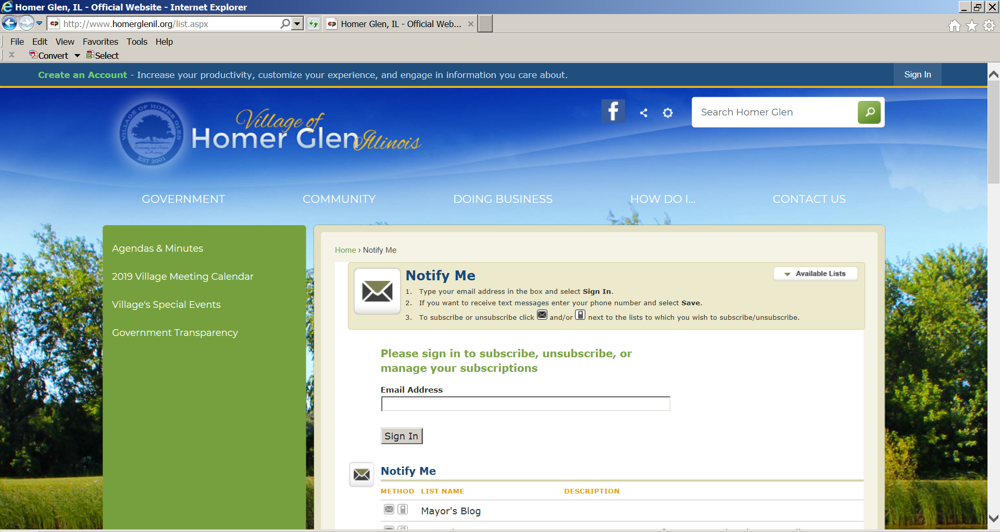 Homer Glen, IL - Official Website - Internet Explorer
http://www.homerglenil.org/list.aspx
Homer Glen, IL - Official Web...
File Edit View Favorites Tools Help
x Convert Select
Create an Account - Increase your productivity, customize your experience, and engage in information you care about.
Sign In
VILLAGE OF HOMER GLEN
Community and Nature
in Harmony
EST 2001
Village of
Homer Glen Illinois
Search Homer Glen
GOVERNMENT
COMMUNITY
DOING BUSINESS
HOW DO I...
CONTACT US
Agendas & Minutes
2019 Village Meeting Calendar
Village's Special Events
Government Transparency
Home › Notify Me
Notify Me
Available Lists
1. Type your email address in the box and select Sign In.
2. If you want to receive text messages enter your phone number and select Save.
3. To subscribe or unsubscribe click and/or next to the lists to which you wish to subscribe/unsubscribe.
Please sign in to subscribe, unsubscribe, or
manage your subscriptions
Email Address
Sign In
Notify Me
METHOD LIST NAME DESCRIPTION
Mayor's Blog